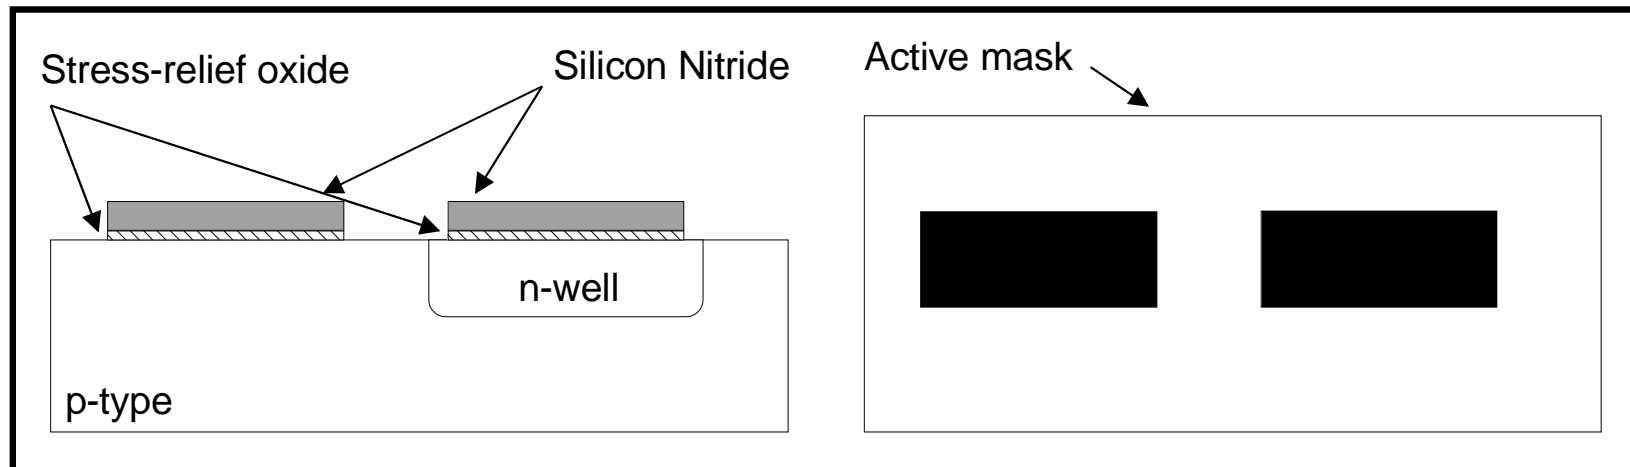 Stress-relief oxide
Silicon Nitride
Active mask
n-well
p-type